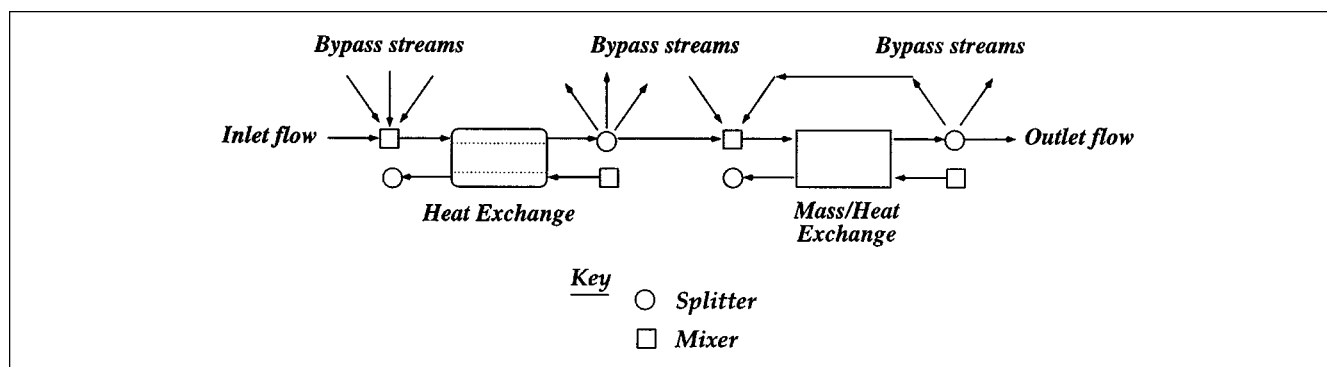 Bypass streams
Bypass streams
Bypass streams
Inlet flow
Outlet flow
Heat Exchange
Mass/Heat
Exchange
Key
Splitter
Mixer